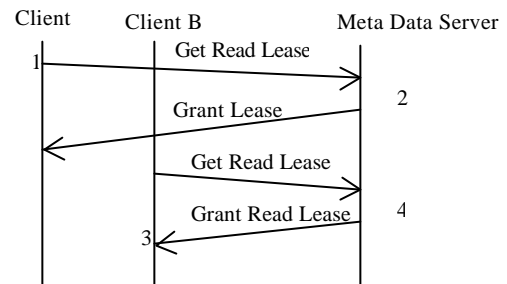 Client
Client B
Meta Data Server
Get Read Lease
1
2
Grant Lease
Get Read Lease
Grant Read Lease
4
3